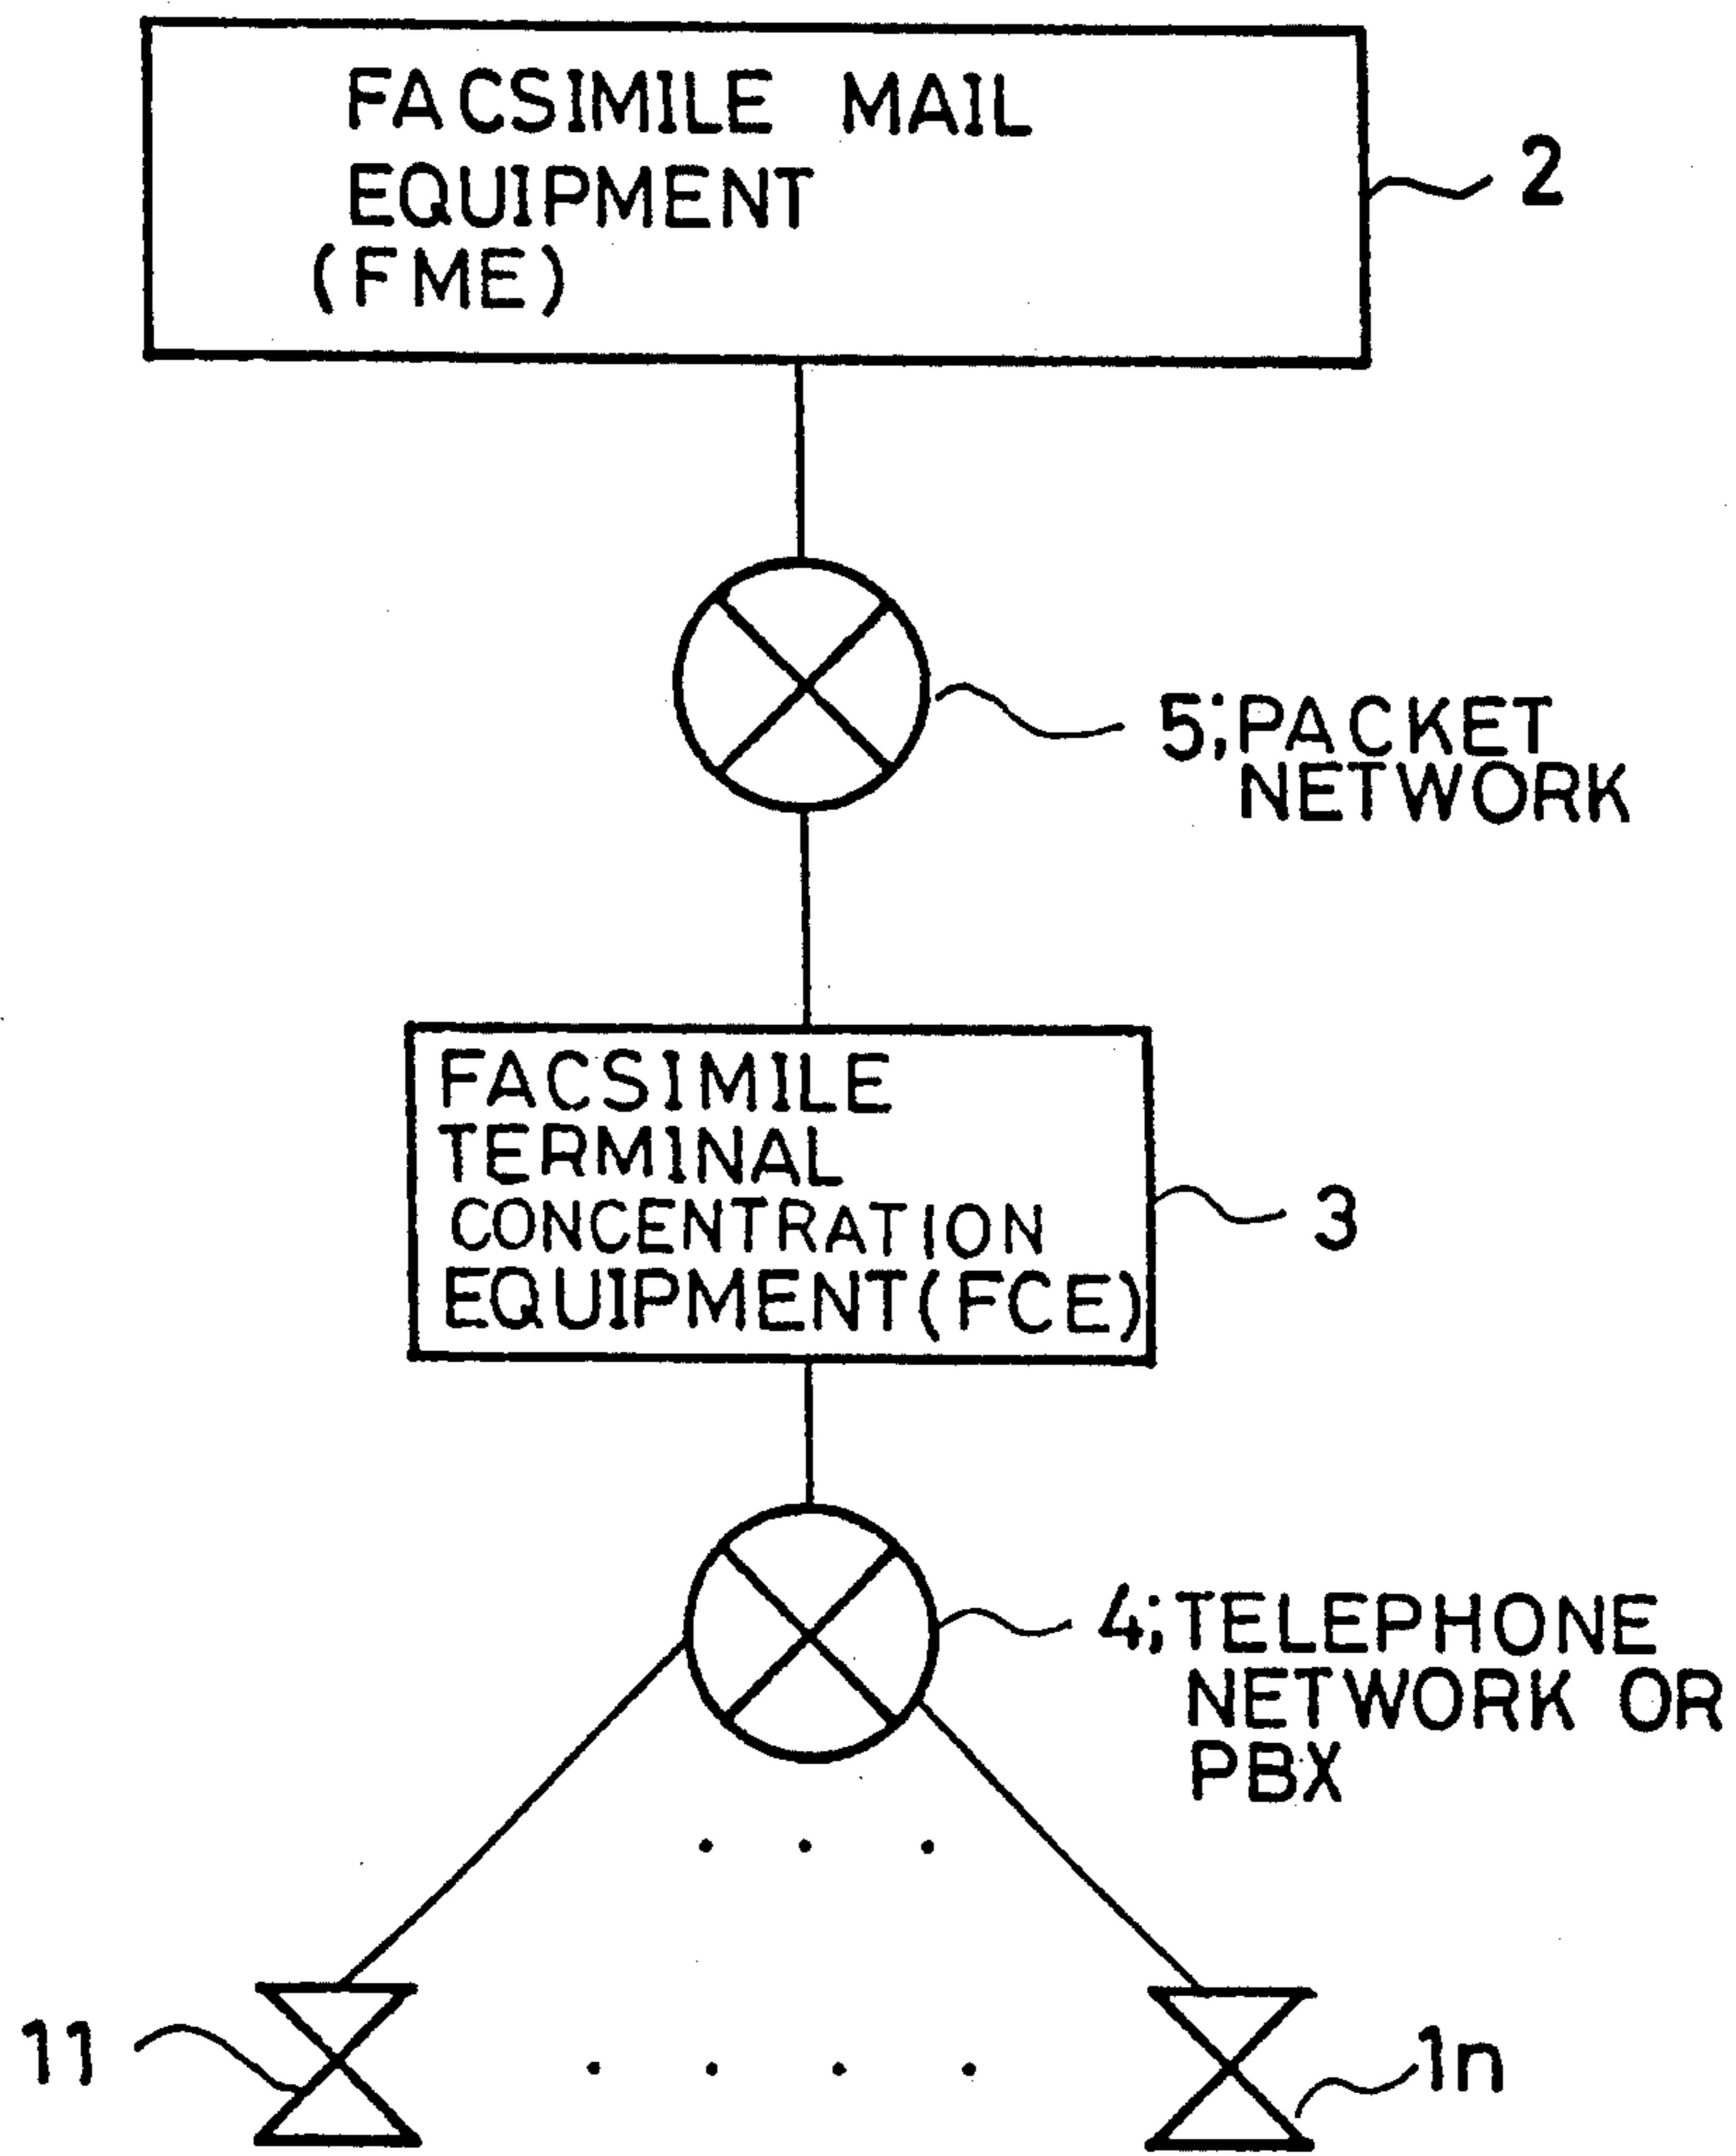 FACSIMILE MAIL
EQUIPMENT
(FME)
2
5;PACKET
NETWORK
FACSIMILE
TERMINAL
CONCENTRATION
EQUIPMENT(FCE)
3
4;TELEPHONE
NETWORK OR
PBX
11
1n